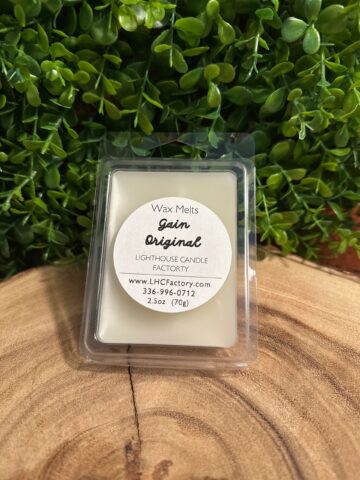 Wax Melts
Gain
Original
LIGHTHOUSE CANDLE
FACTORTY
www.LHCFactory.com
336-996-0712
2.5oz (70g)